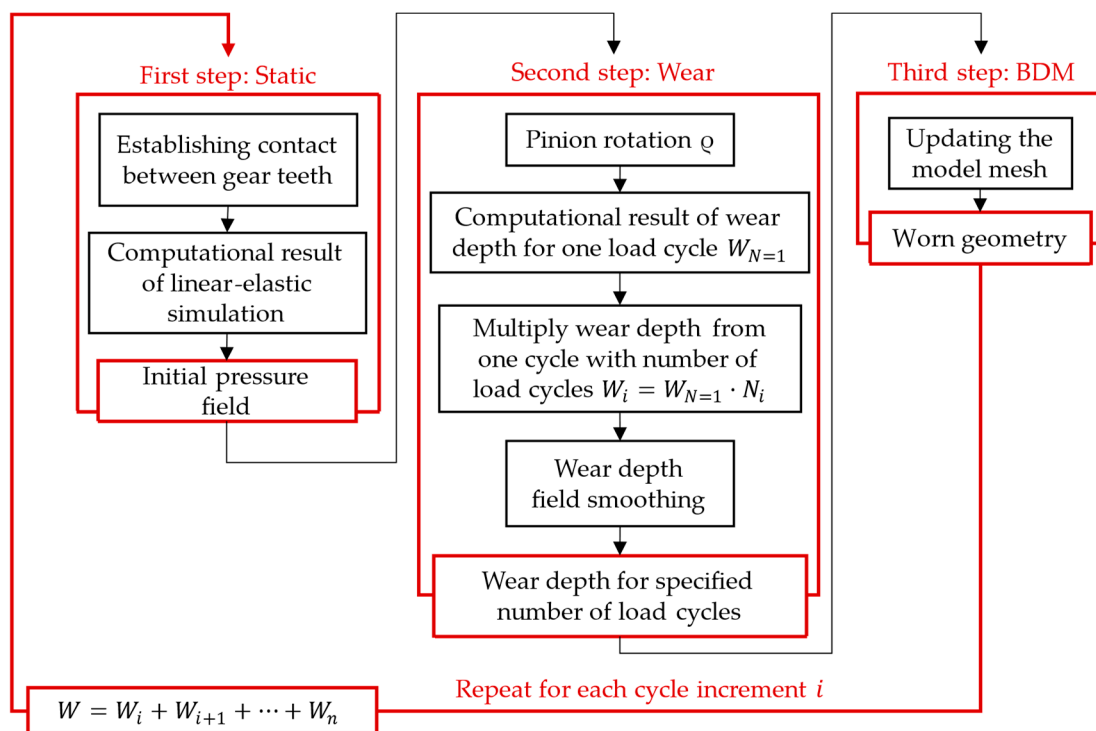 First step: Static
Establishing contact
between gear teeth
Computational result
of linear-elastic
simulation
Initial pressure
field
Second step: Wear
Pinion rotation ϱ
Computational result of wear
depth for one load cycle W_{N=1}
Multiply wear depth from
one cycle with number of
load cycles W_i = W_{N=1} · N_i
Wear depth
field smoothing
Wear depth for specified
number of load cycles
Third step: BDM
Updating the
model mesh
Worn geometry
Repeat for each cycle increment i
W = W_i + W_{i+1} + ⋯ + W_n